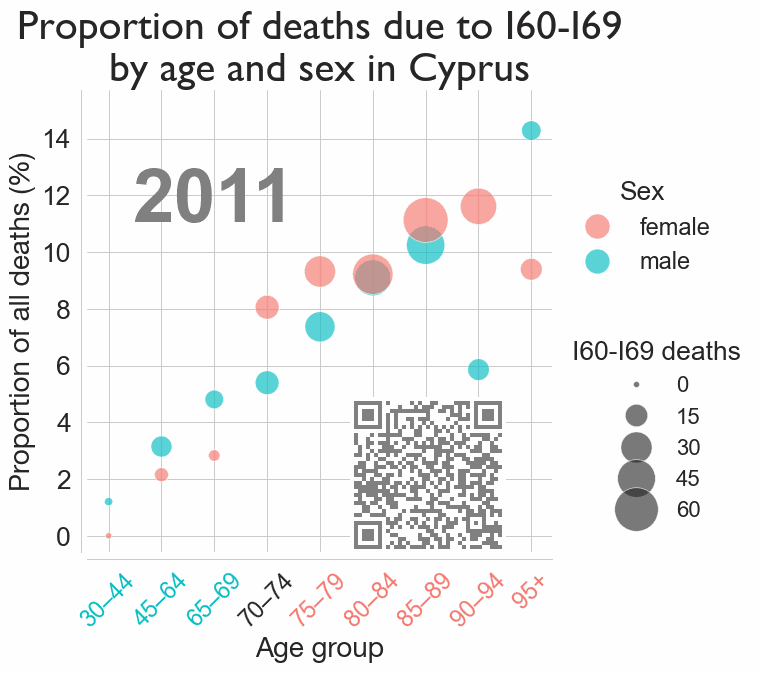 Proportion of deaths due to I60-I69
by age and sex in Cyprus
2011
Proportion of all deaths (%)
14
12
10
8
6
4
2
0
30–44
45–64
65–69
70–74
75–79
80–84
85–89
90–94
95+
Age group
Sex
female
male
I60-I69 deaths
0
15
30
45
60